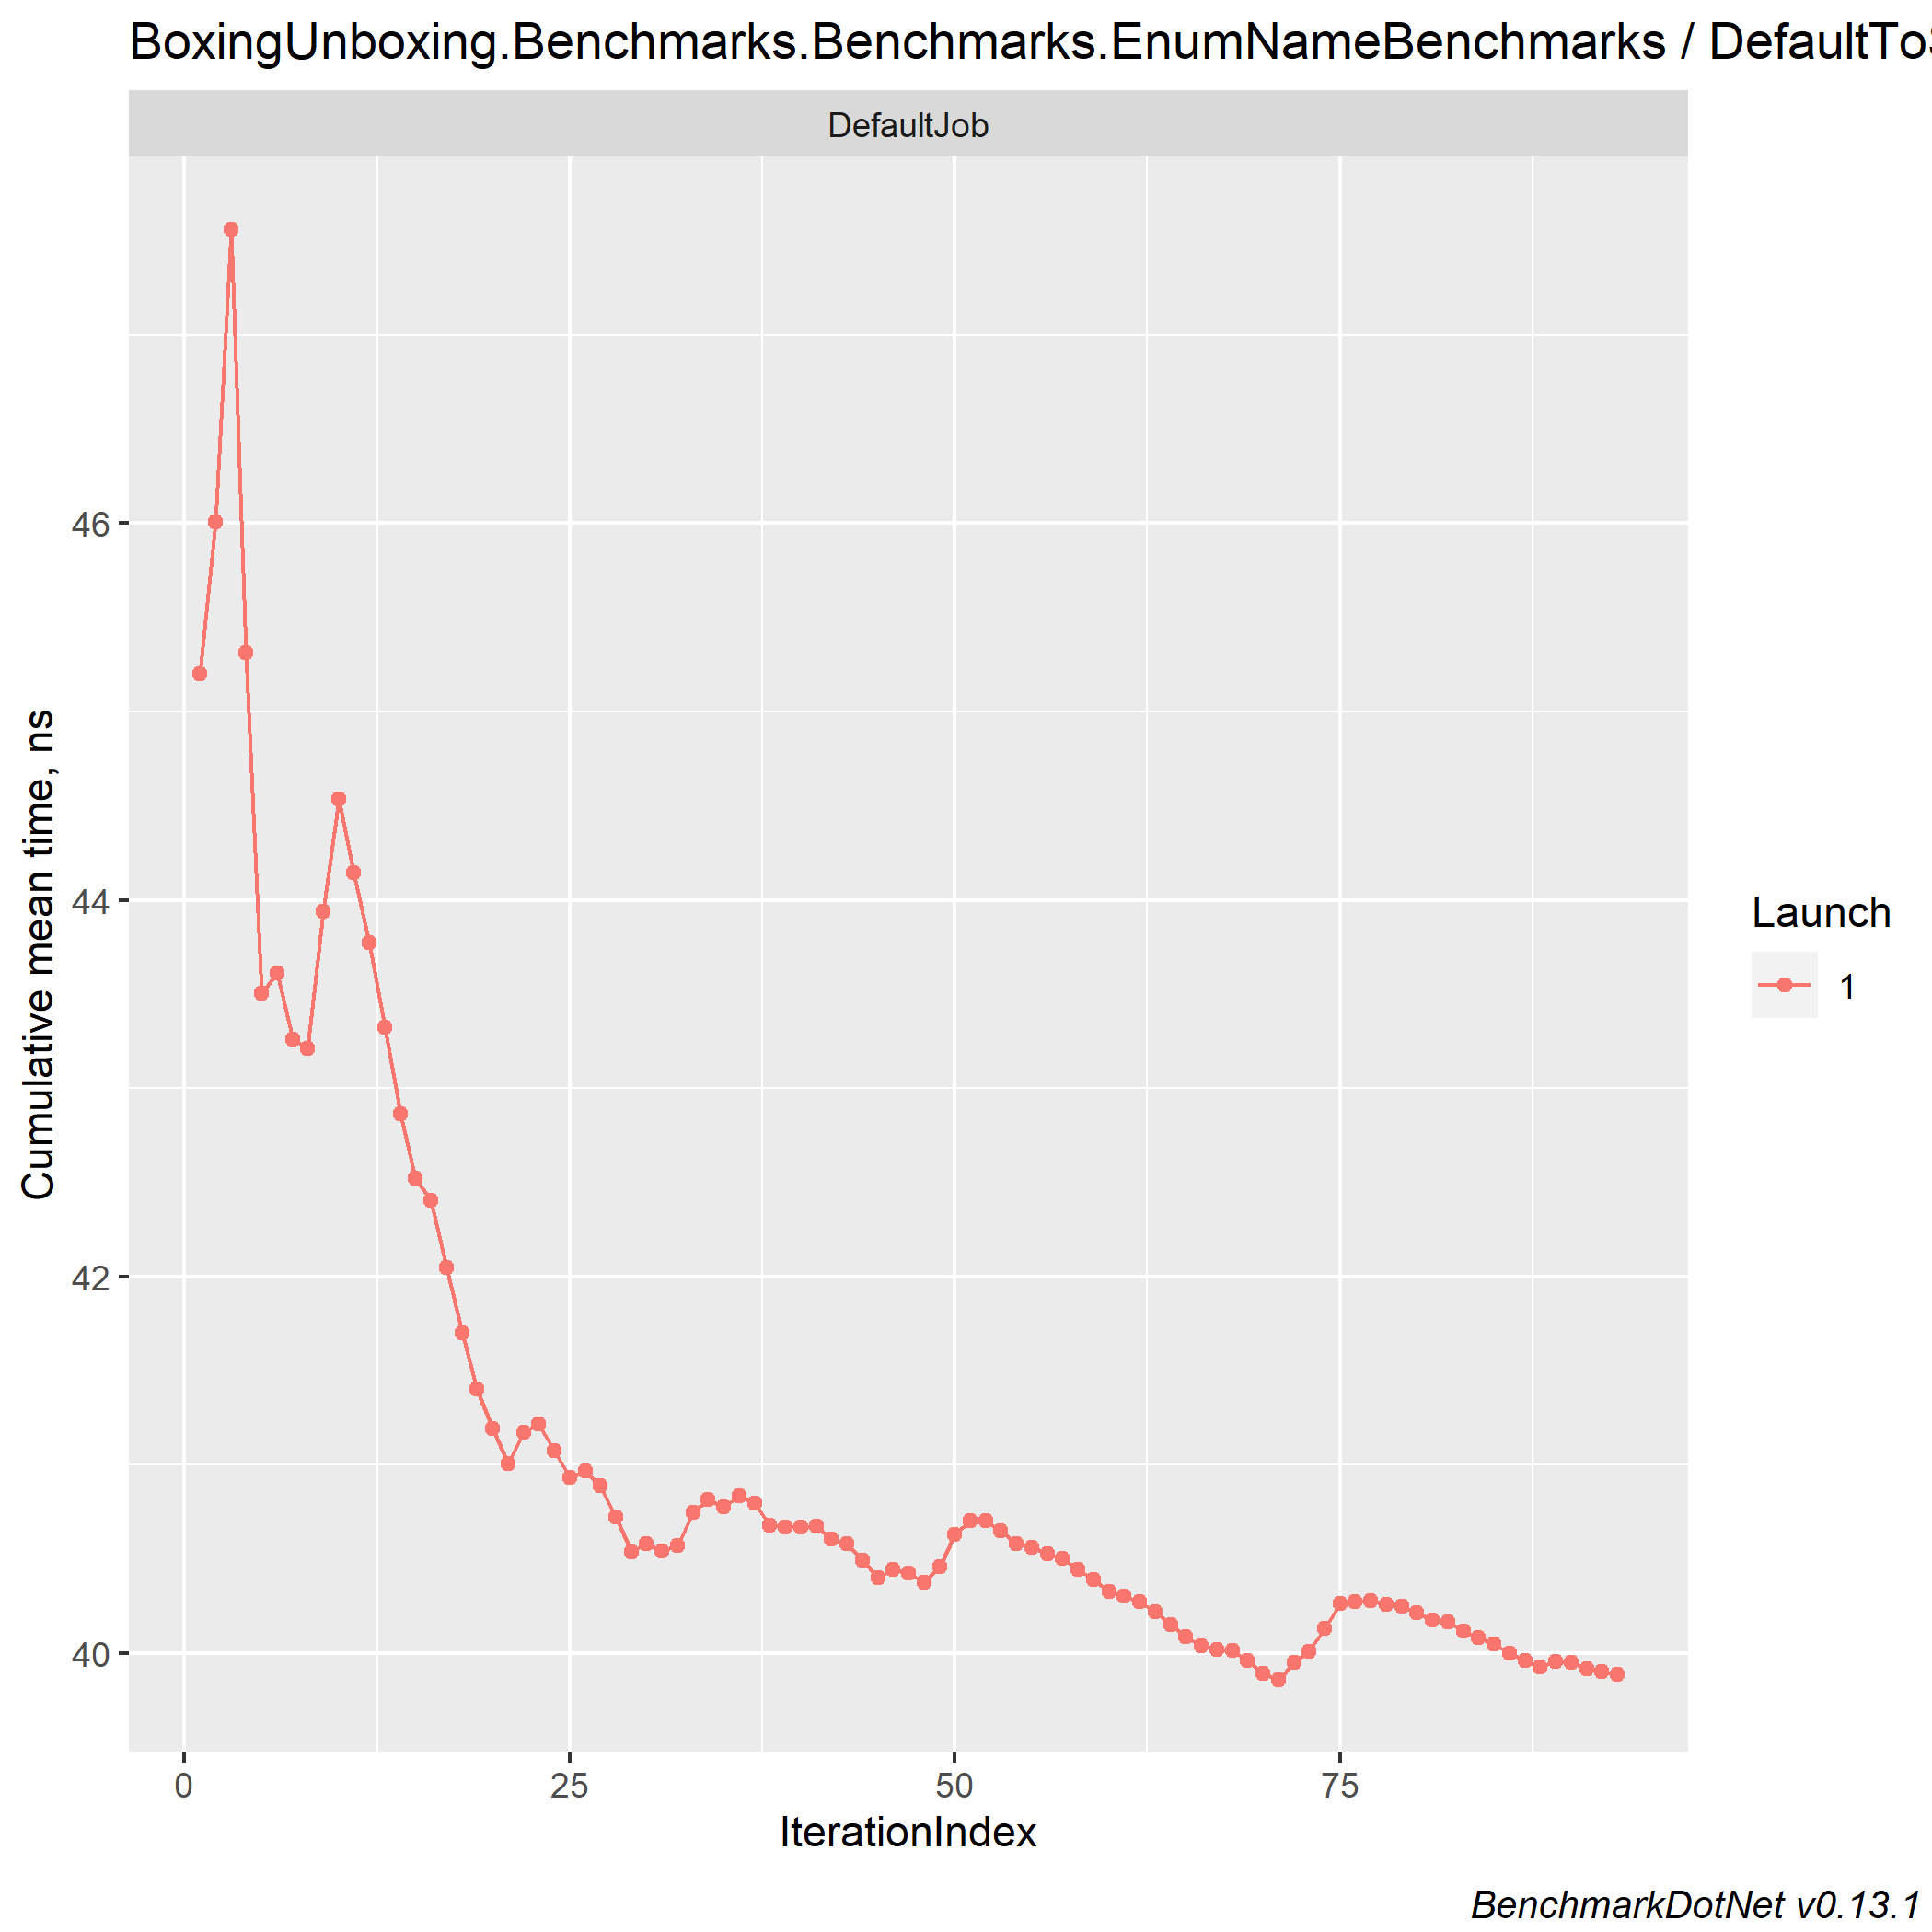 BoxingUnboxing.Benchmarks.Benchmarks.EnumNameBenchmarks / DefaultTo
DefaultJob
46
44
42
40
Cumulative mean time, ns
0 25 50 75
IterationIndex
Launch
1
BenchmarkDotNet v0.13.1